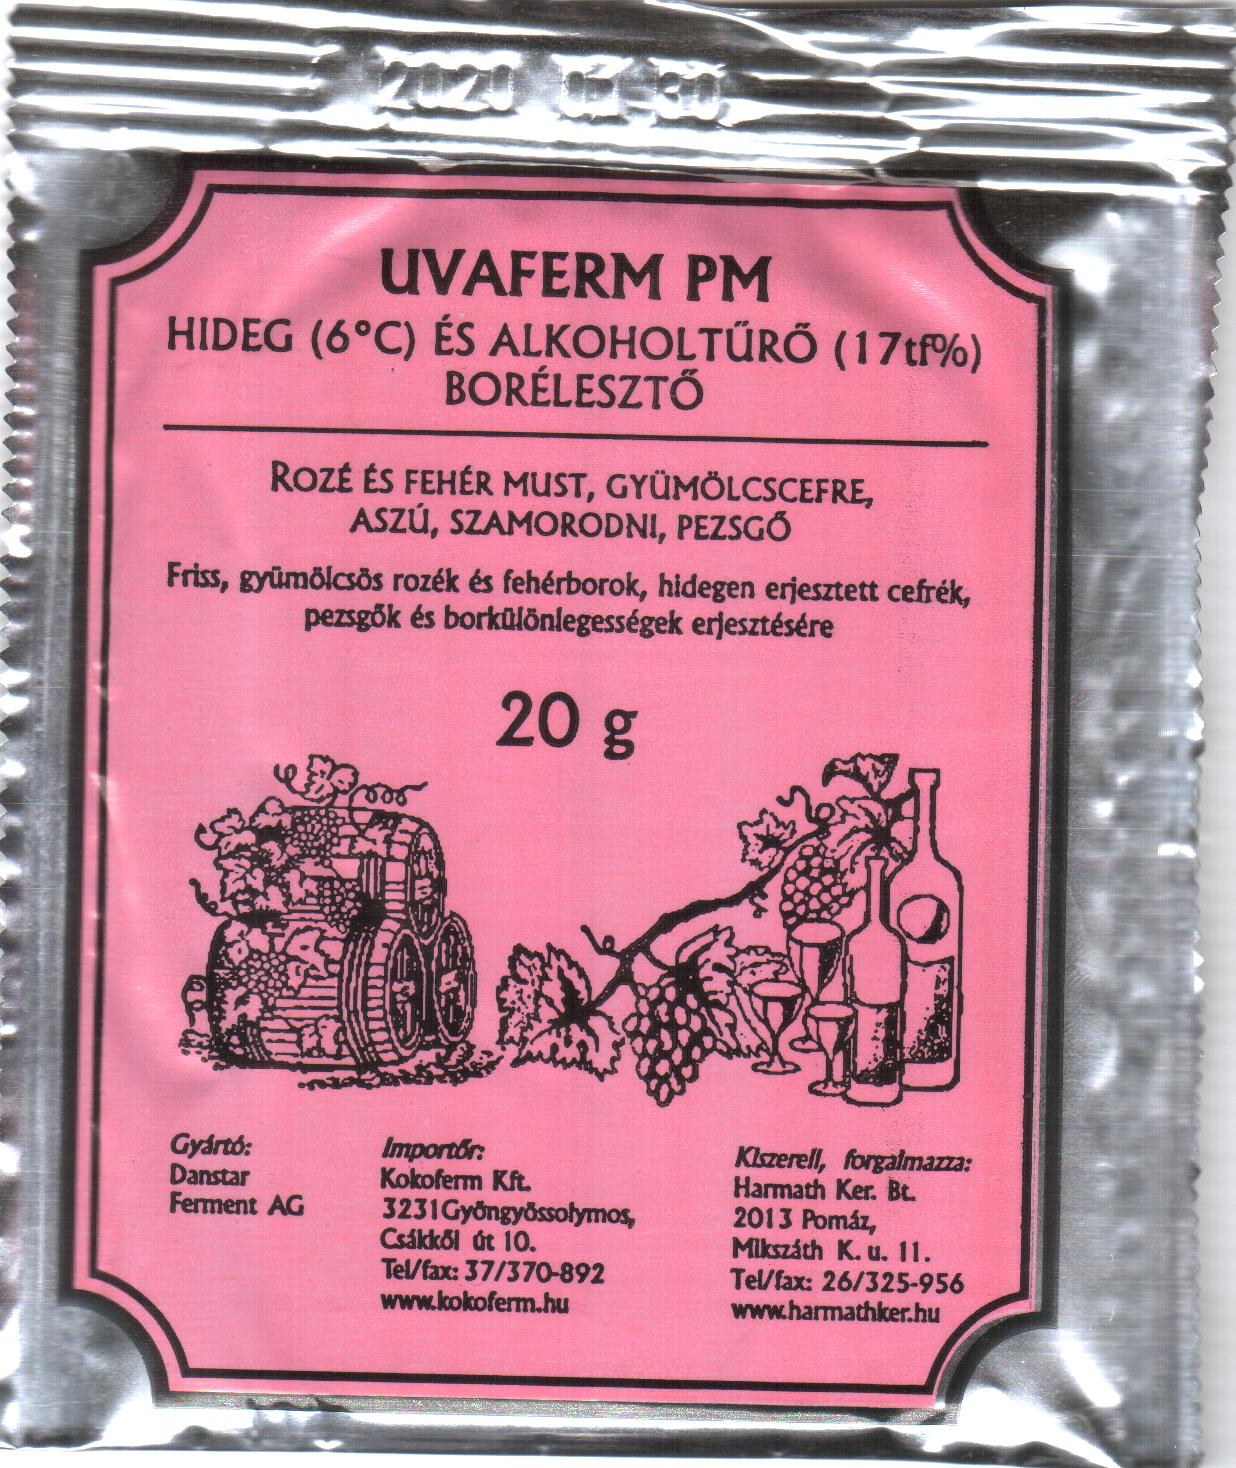 UVAFERM PM
HIDEG (6°C) ÉS ALKOHOLTŰRŐ (17tf%)
BORÉLESZTŐ
ROZÉ ÉS FEHÉR MUST, GYÜMÖLCSCEFRE,
ASZÚ, SZAMORODNI, PEZSGŐ
Friss, gyümölcsös rozék és fehérborok, hidegen erjesztett cefrék,
pezsgők és borkülönlegességek erjesztésére
20 g
Gyártó:
Danstar
Ferment AG
Importőr:
Kokoferm Kft.
3231Gyöngyössolymos,
Csákkői út 10.
Tel/fax: 37/370-892
www.kokoferm.hu
Kiszereli, forgalmazza:
Harmath Ker. Bt.
2013 Pomáz,
Mikszáth K. u. 11.
Tel/fax: 26/325-956
www.harmathker.hu